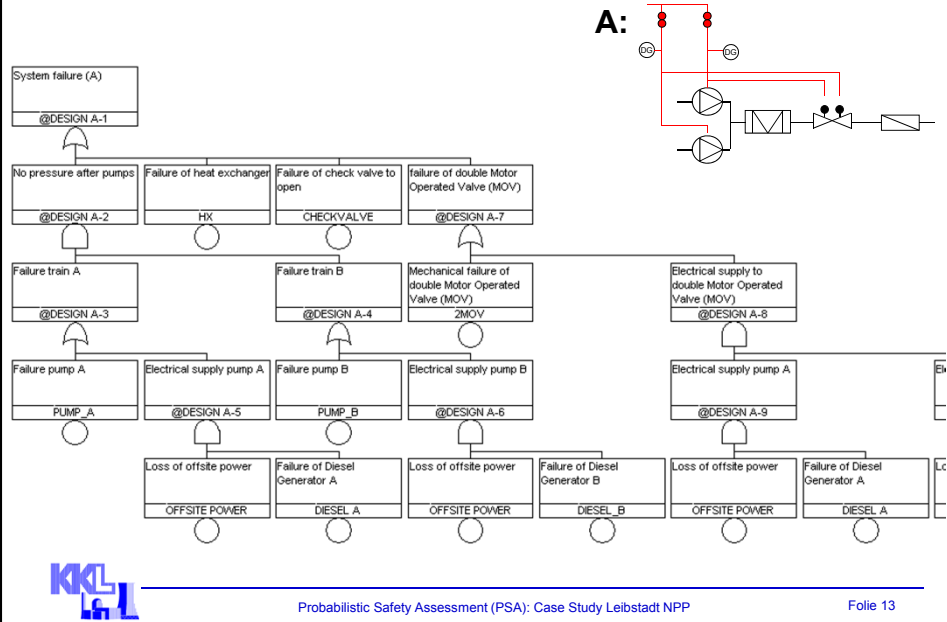 A:
DG
DG
System failure (A)
@DESIGN A-1
No pressure after pumps
@DESIGN A-2
Failure of heat exchanger
HX
Failure of check valve to
open
CHECKVALVE
failure of double Motor
Operated Valve (MOV)
@DESIGN A-7
Failure train A
@DESIGN A-3
Failure train B
@DESIGN A-4
Mechanical failure of
double Motor Operated
Valve (MOV)
2MOV
Electrical supply to
double Motor Operated
Valve (MOV)
@DESIGN A-8
Failure pump A
PUMP_A
Electrical supply pump A
@DESIGN A-5
Failure pump B
PUMP_B
Electrical supply pump B
@DESIGN A-6
Electrical supply pump A
@DESIGN A-9
Loss of offsite power
OFFSITE POWER
Failure of Diesel
Generator A
DIESEL A
Loss of offsite power
OFFSITE POWER
Failure of Diesel
Generator B
DIESEL_B
Loss of offsite power
OFFSITE POWER
Failure of Diesel
Generator A
DIESEL A
KKL
Probabilistic Safety Assessment (PSA): Case Study Leibstadt NPP
Folie 13